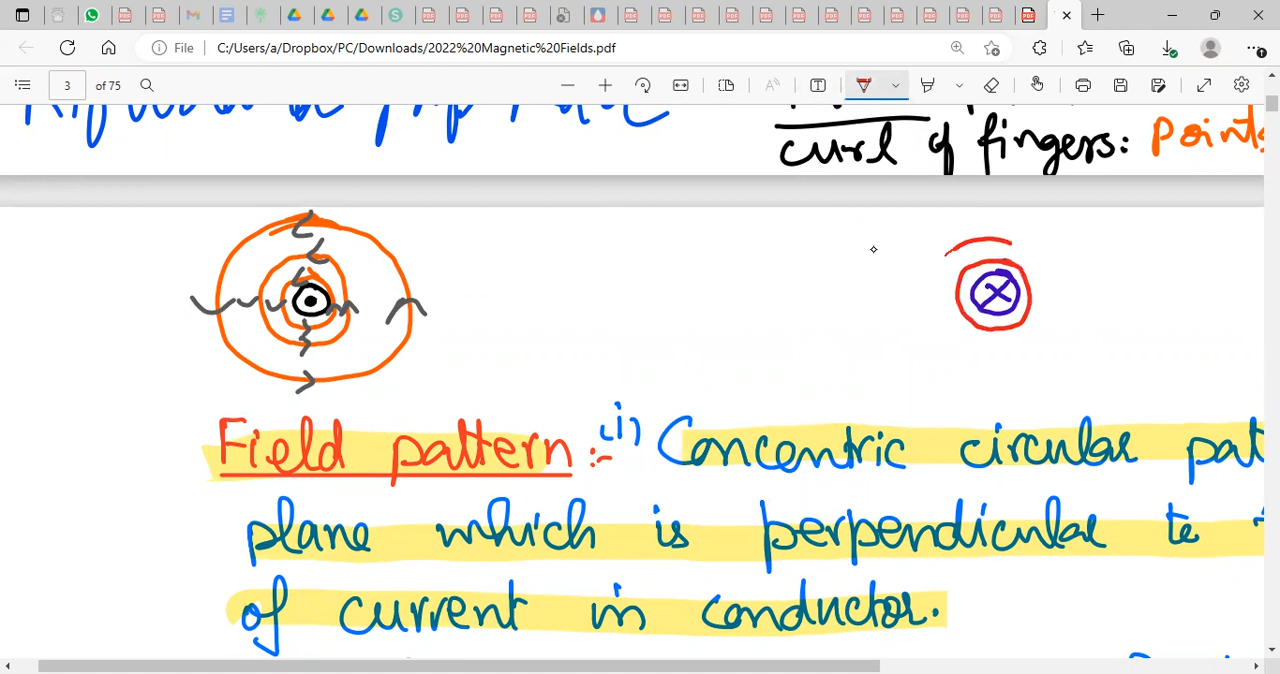 File C:/Users/a/Dropbox/PC/Downloads/2022%20Magnetic%20Fields.pdf
3 of 75
curl of fingers: Points
Field pattern :- (i) Concentric circular pat
plane which is perpendicular to
of current in conductor.